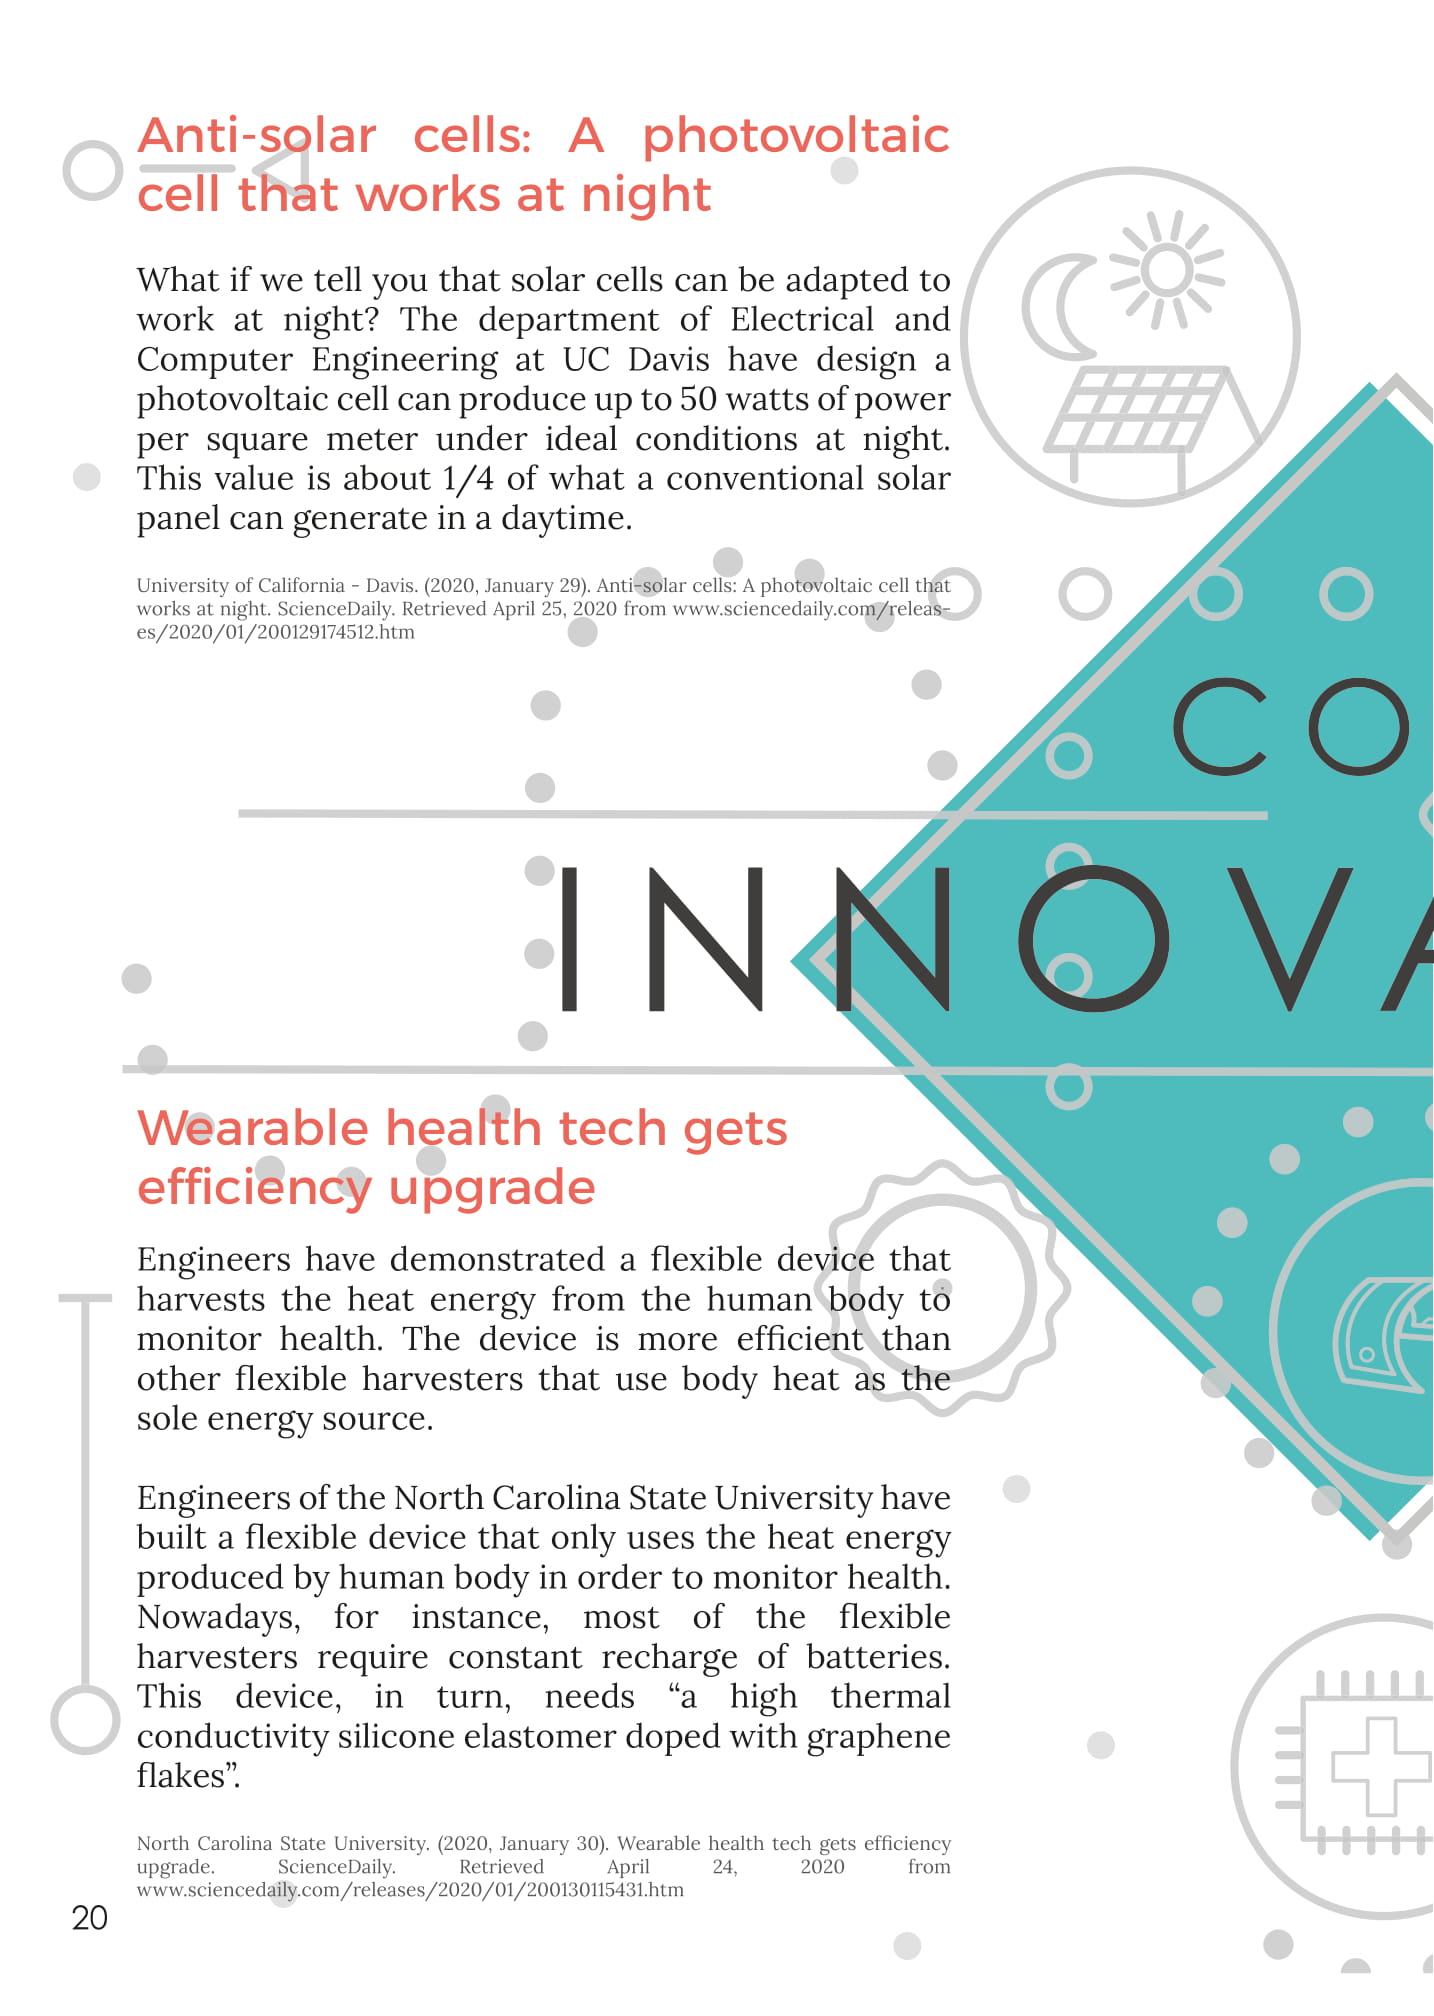 Anti-solar cells: A photovoltaic
cell that works at night
What if we tell you that solar cells can be adapted to
work at night? The department of Electrical and
Computer Engineering at UC Davis have design a
photovoltaic cell can produce up to 50 watts of power
per square meter under ideal conditions at night.
This value is about 1/4 of what a conventional solar
panel can generate in a daytime.
University of California - Davis. (2020, January 29). Anti-solar cells: A photovoltaic cell that
works at night. ScienceDaily. Retrieved April 25, 2020 from www.sciencedaily.com/releas-
es/2020/01/200129174512.htm
CO
INNOVA
Wearable health tech gets
efficiency upgrade
Engineers have demonstrated a flexible device that
harvests the heat energy from the human body to
monitor health. The device is more efficient than
other flexible harvesters that use body heat as the
sole energy source.
Engineers of the North Carolina State University have
built a flexible device that only uses the heat energy
produced by human body in order to monitor health.
Nowadays, for instance, most of the flexible
harvesters require constant recharge of batteries.
This device, in turn, needs “a high thermal
conductivity silicone elastomer doped with graphene
flakes”.
North Carolina State University. (2020, January 30). Wearable health tech gets efficiency
upgrade. ScienceDaily. Retrieved April 24, 2020 from
www.sciencedaily.com/releases/2020/01/200130115431.htm
20